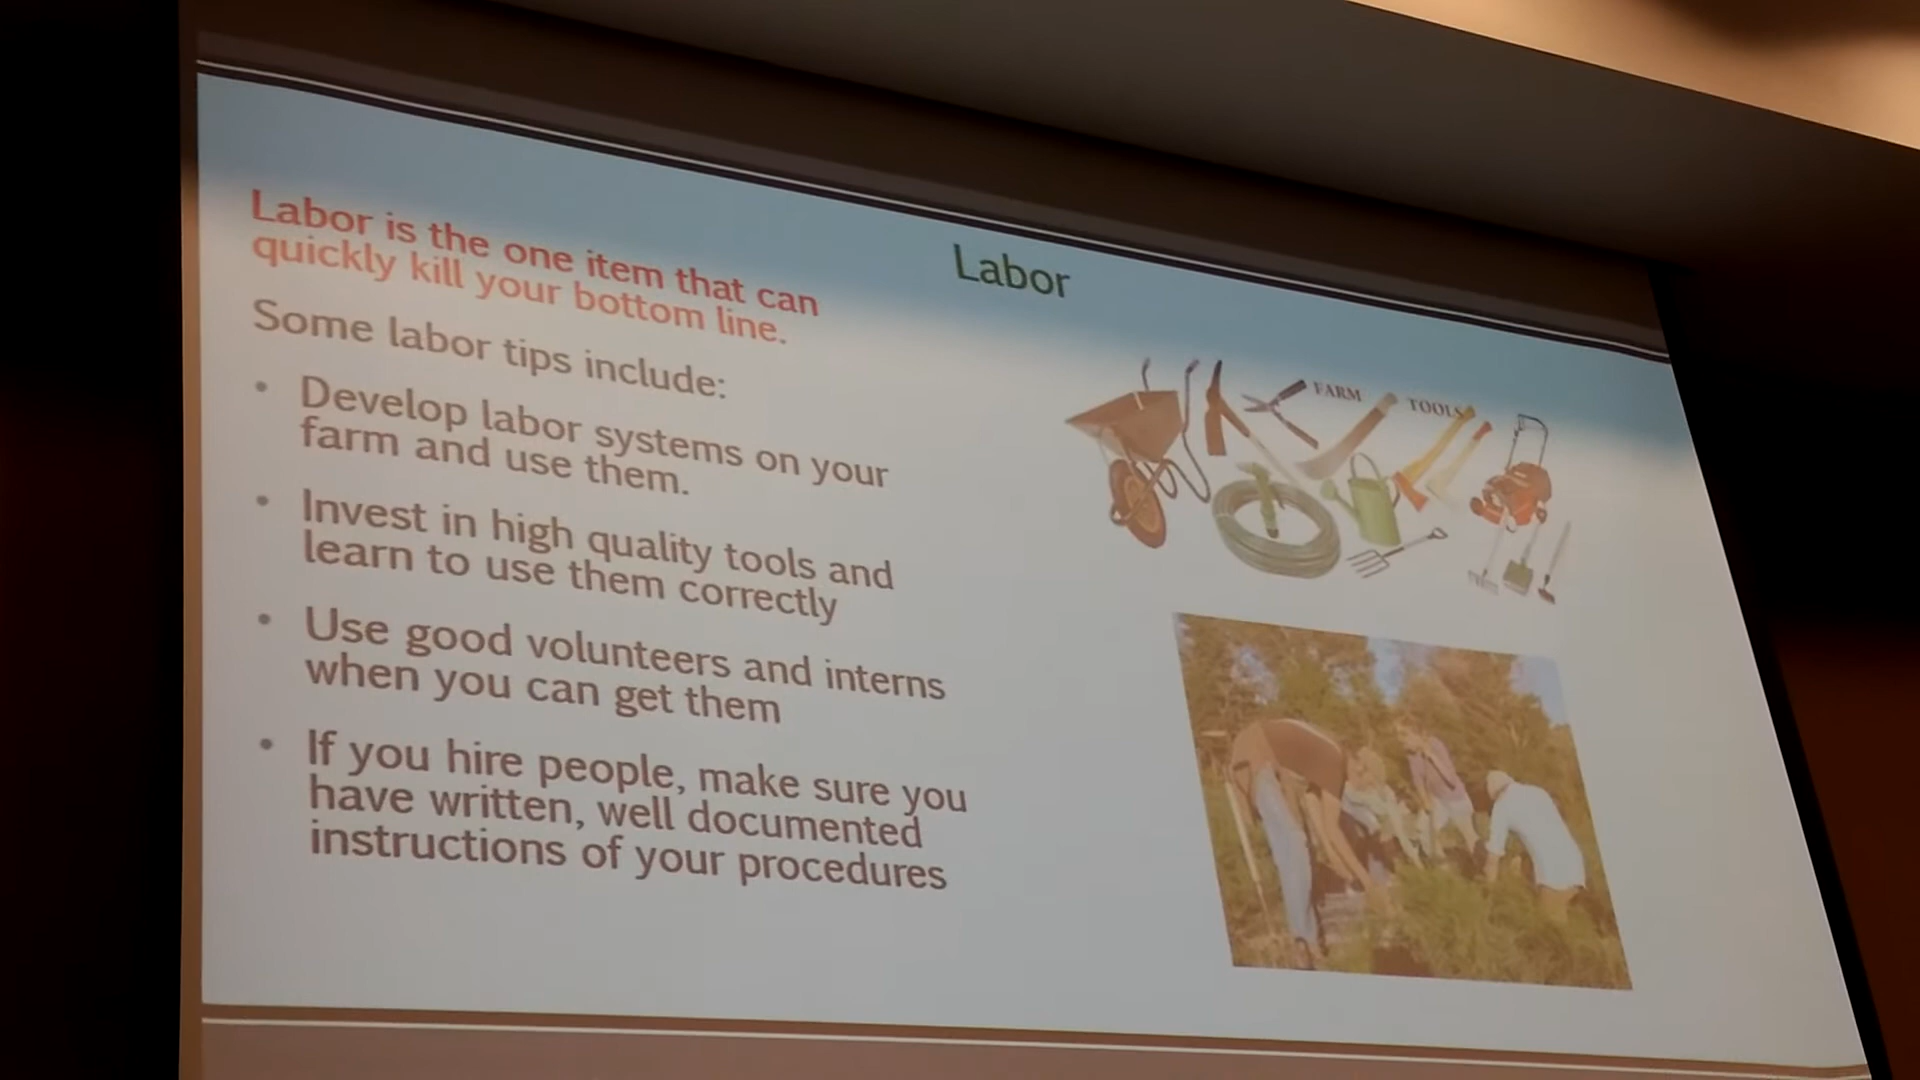 Labor
Labor is the one item that can
quickly kill your bottom line.
Some labor tips include:
• Develop labor systems on your
farm and use them.
• Invest in high quality tools and
learn to use them correctly
• Use good volunteers and interns
when you can get them
• If you hire people, make sure you
have written, well documented
instructions of your procedures
FARM TOOLS